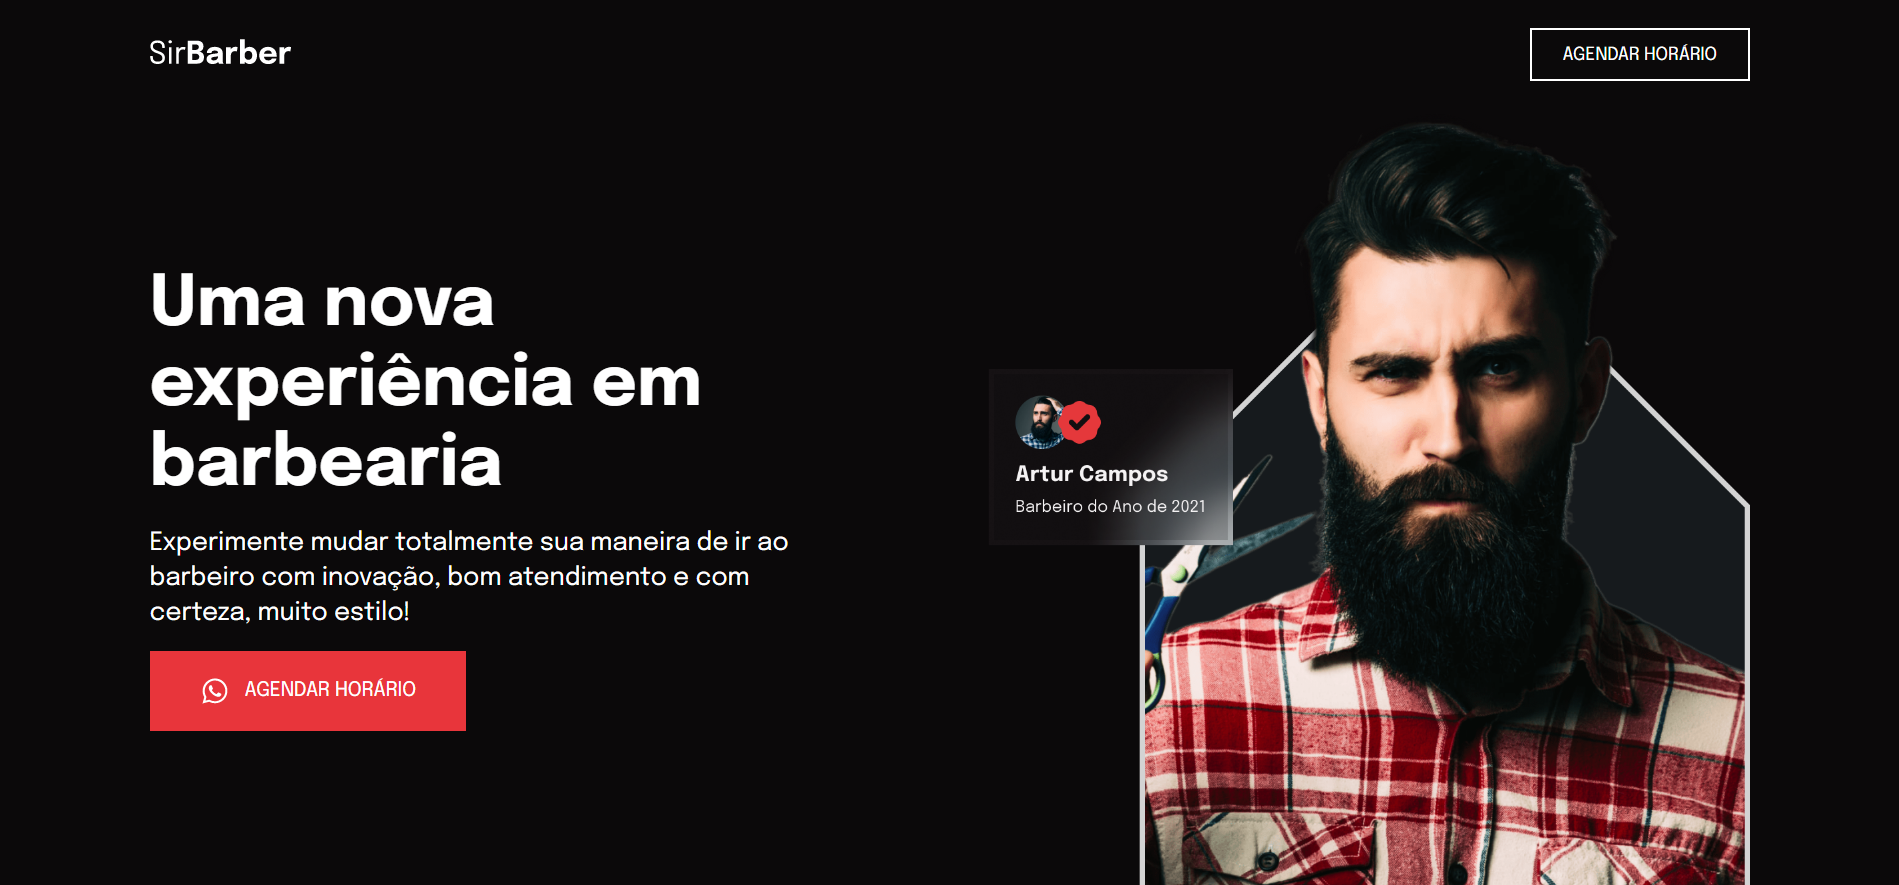 SirBarber
AGENDAR HORÁRIO
Uma nova
experiência em
barbearia
Experimente mudar totalmente sua maneira de ir ao
barbeiro com inovação, bom atendimento e com
certeza, muito estilo!
AGENDAR HORÁRIO
Artur Campos
Barbeiro do Ano de 2021